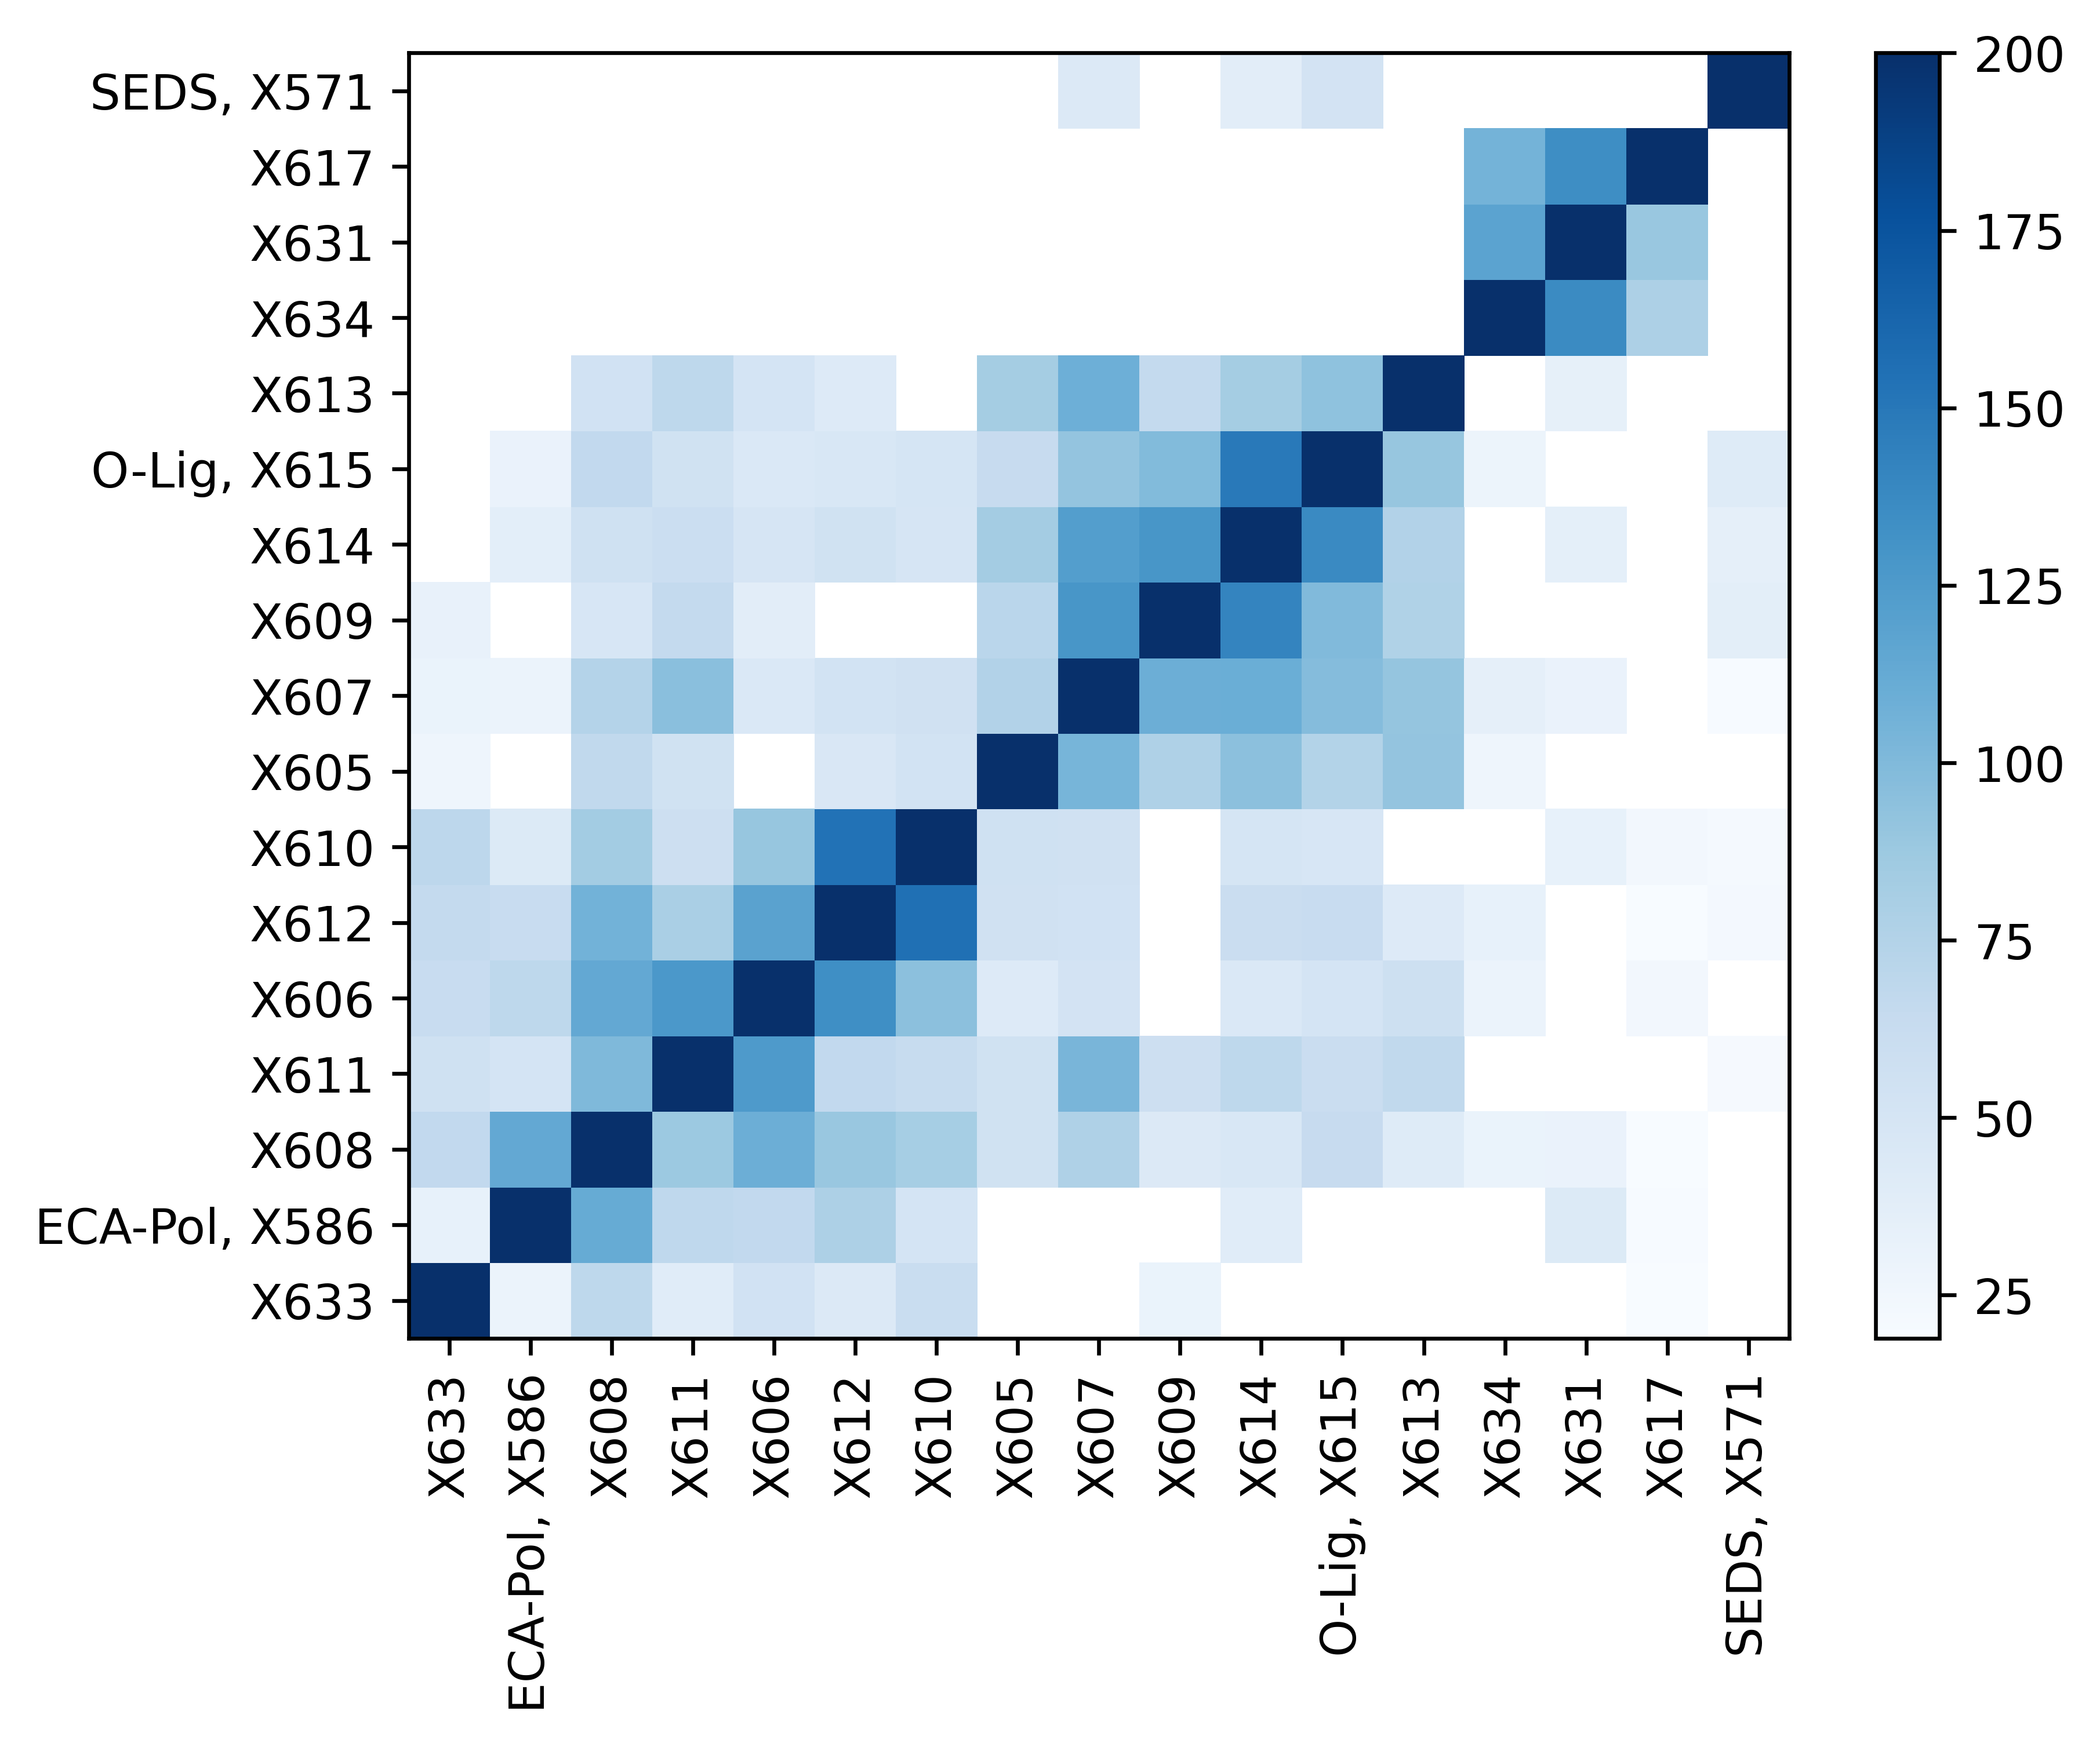 SEDS, X571
X617
X631
X634
X613
O-Lig, X615
X614
X609
X607
X605
X610
X612
X606
X611
X608
ECA-Pol, X586
X633
X633
ECA-Pol, X586
X608
X611
X606
X612
X610
X605
X607
X609
X614
O-Lig, X615
X613
X634
X631
X617
SEDS, X571
200
175
150
125
100
75
50
25